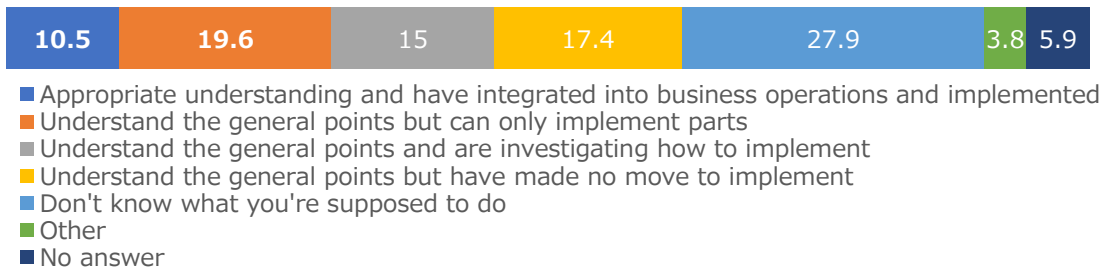 10.5 19.6 15 17.4 27.9 3.8 5.9
Appropriate understanding and have integrated into business operations and implemented
Understand the general points but can only implement parts
Understand the general points and are investigating how to implement
Understand the general points but have made no move to implement
Don't know what you're supposed to do
Other
No answer